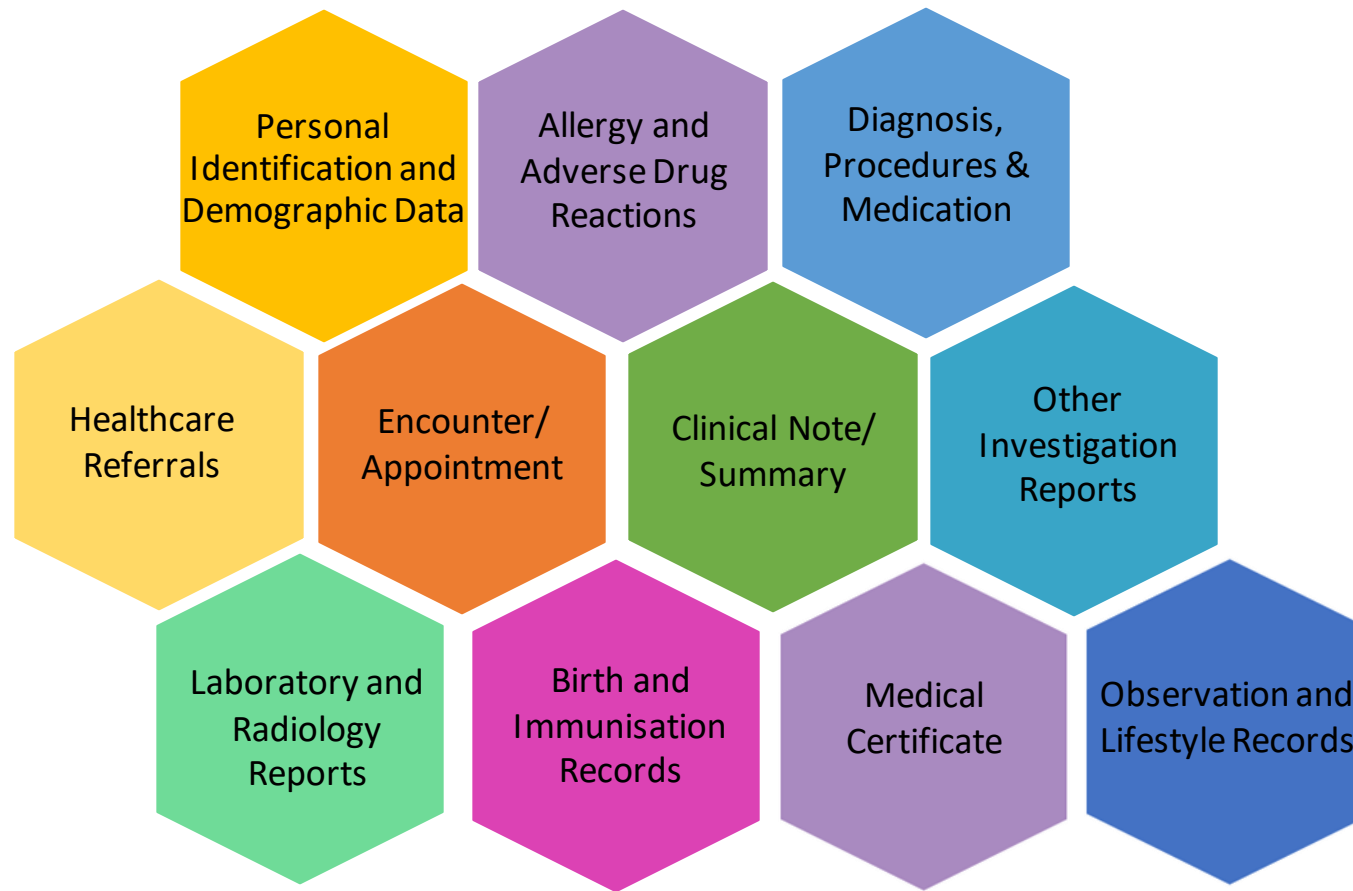 Personal
Identification and
Demographic Data
Allergy and
Adverse Drug
Reactions
Diagnosis,
Procedures &
Medication
Healthcare
Referrals
Encounter/
Appointment
Clinical Note/
Summary
Other
Investigation
Reports
Laboratory and
Radiology
Reports
Birth and
Immunisation
Records
Medical
Certificate
Observation and
Lifestyle Records